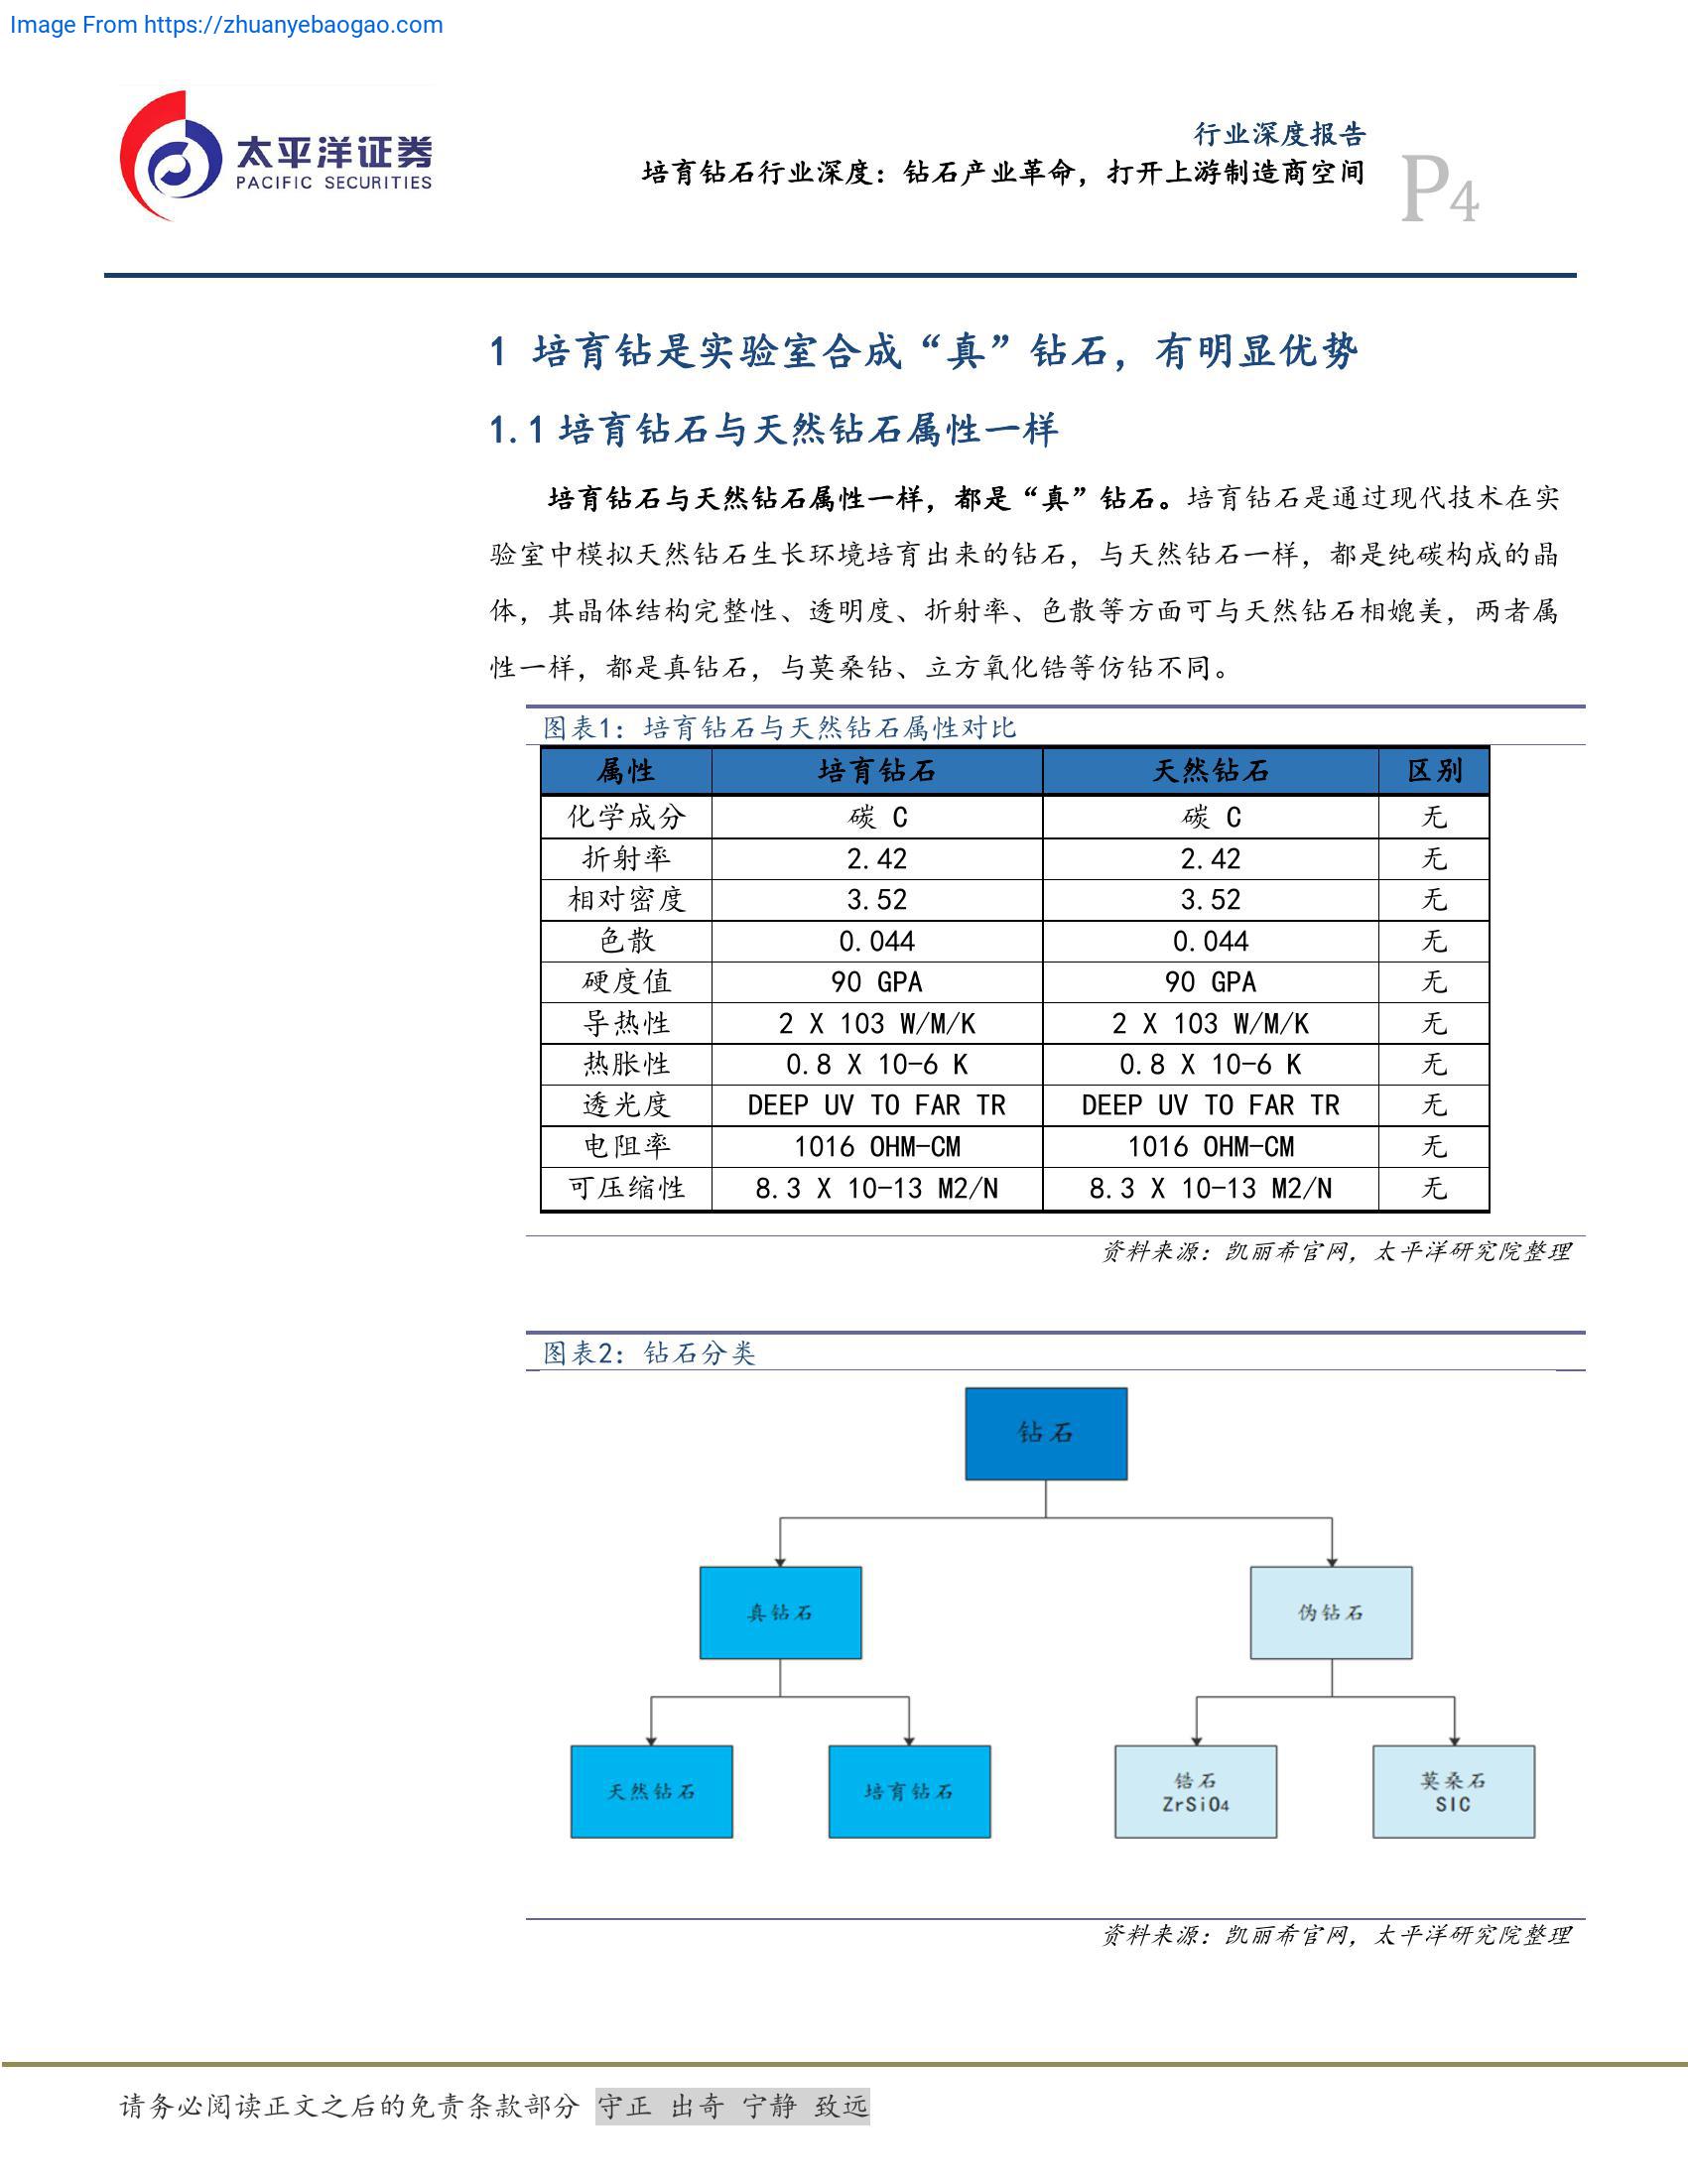 Image From https://zhuanyebaogao.com
太平洋证券
PACIFIC SECURITIES
行业深度报告
培育钻石行业深度：钻石产业革命，打开上游制造商空间
P4
1 培育钻是实验室合成“真”钻石，有明显优势
1.1 培育钻石与天然钻石属性一样
培育钻石与天然钻石属性一样，都是“真”钻石。培育钻石是通过现代技术在实
验室中模拟天然钻石生长环境培育出来的钻石，与天然钻石一样，都是纯碳构成的晶
体，其晶体结构完整性、透明度、折射率、色散等方面可与天然钻石相媲美，两者属
性一样，都是真钻石，与莫桑钻、立方氧化锆等仿钻不同。
图表1：培育钻石与天然钻石属性对比
属性 培育钻石 天然钻石 区别
化学成分 碳 C 碳 C 无
折射率 2.42 2.42 无
相对密度 3.52 3.52 无
色散 0.044 0.044 无
硬度值 90 GPA 90 GPA 无
导热性 2 X 103 W/M/K 2 X 103 W/M/K 无
热胀性 0.8 X 10-6 K 0.8 X 10-6 K 无
透光度 DEEP UV TO FAR TR DEEP UV TO FAR TR 无
电阻率 1016 OHM-CM 1016 OHM-CM 无
可压缩性 8.3 X 10-13 M2/N 8.3 X 10-13 M2/N 无
资料来源：凯丽希官网，太平洋研究院整理
图表2：钻石分类
钻石
真钻石 伪钻石
天然钻石 培育钻石 锆石 莫桑石
ZrSiO4 SIC
资料来源：凯丽希官网，太平洋研究院整理
请务必阅读正文之后的免责条款部分 守正 出奇 宁静 致远